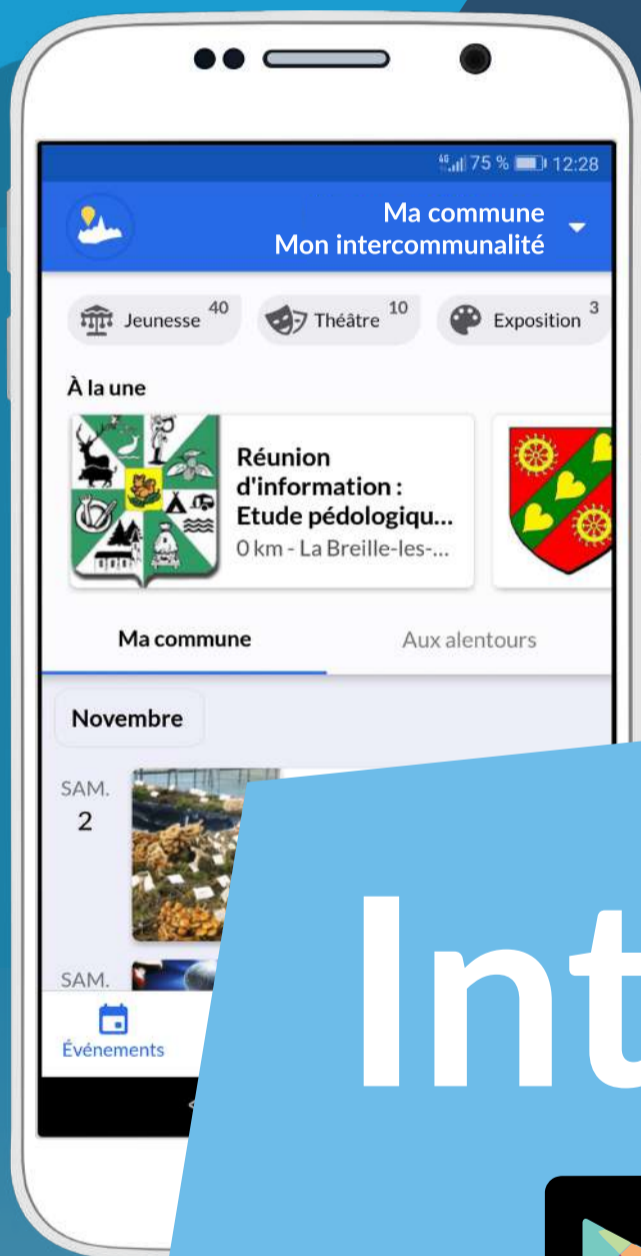 4G 75 % 12:28
Ma commune
Mon intercommunalité
Jeunesse 40 Théâtre 10 Exposition 3
À la une
Réunion
d'information :
Etude pédologiqu...
0 km - La Breille-les-...
Ma commune Aux alentours
Novembre
SAM.
2
SAM.
Événements
Int